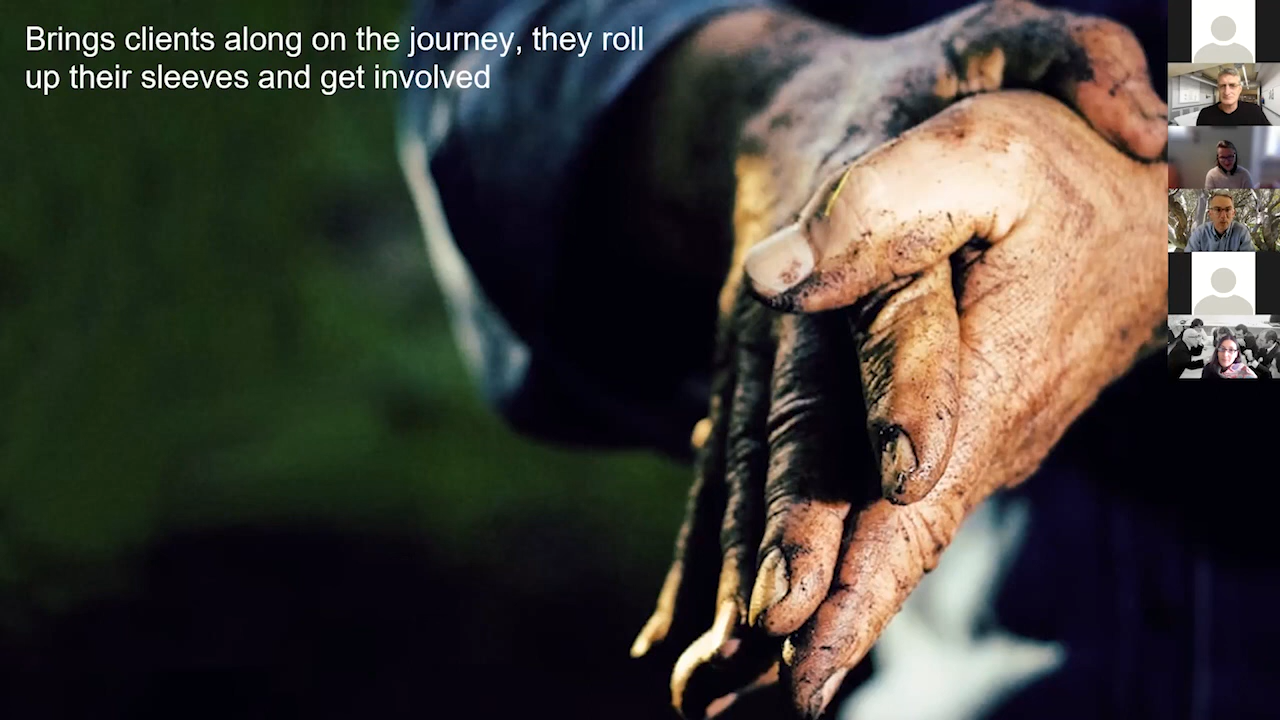 Brings clients along on the journey, they roll
up their sleeves and get involved